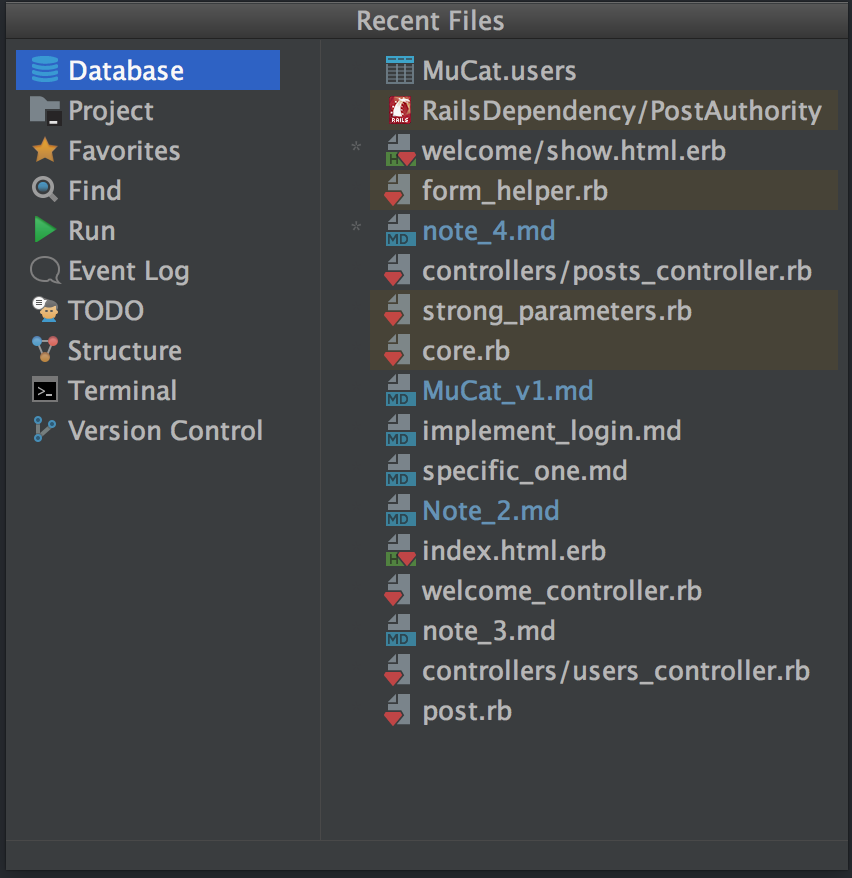 Recent Files
Database
Project
Favorites
Find
Run
Event Log
TODO
Structure
Terminal
Version Control
MuCat.users
RailsDependency/PostAuthority
* welcome/show.html.erb
form_helper.rb
* note_4.md
controllers/posts_controller.rb
strong_parameters.rb
core.rb
MuCat_v1.md
implement_login.md
specific_one.md
Note_2.md
index.html.erb
welcome_controller.rb
note_3.md
controllers/users_controller.rb
post.rb